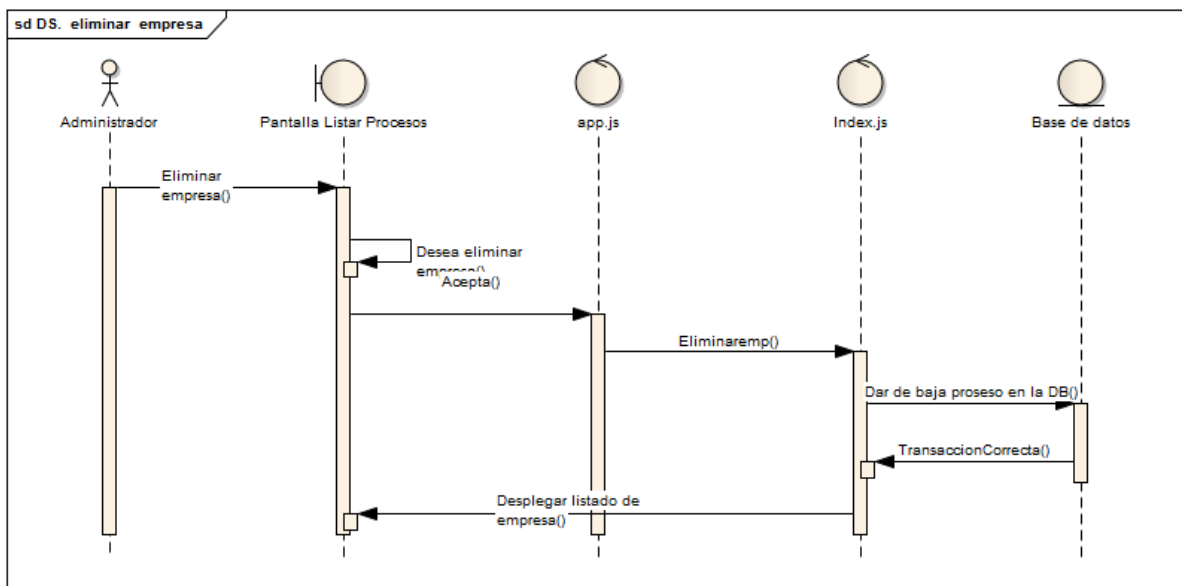 sd DS. eliminar empresa
Administrador
Pantalla Listar Procesos
app.js
Index.js
Base de datos
Eliminar
empresa()
Desea eliminar
empresa()
Acepta()
Eliminaremp()
Dar de baja proseso en la DB()
TransaccionCorrecta()
Desplegar listado de
empresa()